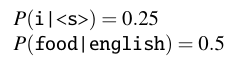 P(i|<s>) = 0.25
P(food|english) = 0.5